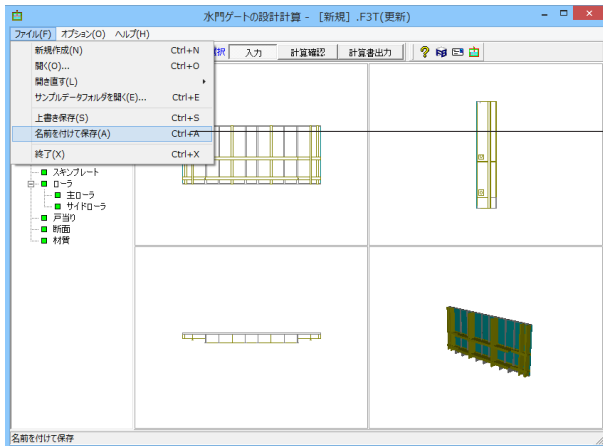 水門ゲートの設計計算 - [新規] .F3T(更新)
ファイル(F) オプション(O) ヘルプ(H)
択 入力 計算確認 計算書出力
新規作成(N) Ctrl+N
開く(O)... Ctrl+O
開き直す(L)
サンプルデータフォルダを開く(E)... Ctrl+E
上書き保存(S) Ctrl+S
名前を付けて保存(A) Ctrl+A
終了(X) Ctrl+X
スキンプレート
ローラ
主ローラ
サイドローラ
戸当り
断面
材質
名前を付けて保存